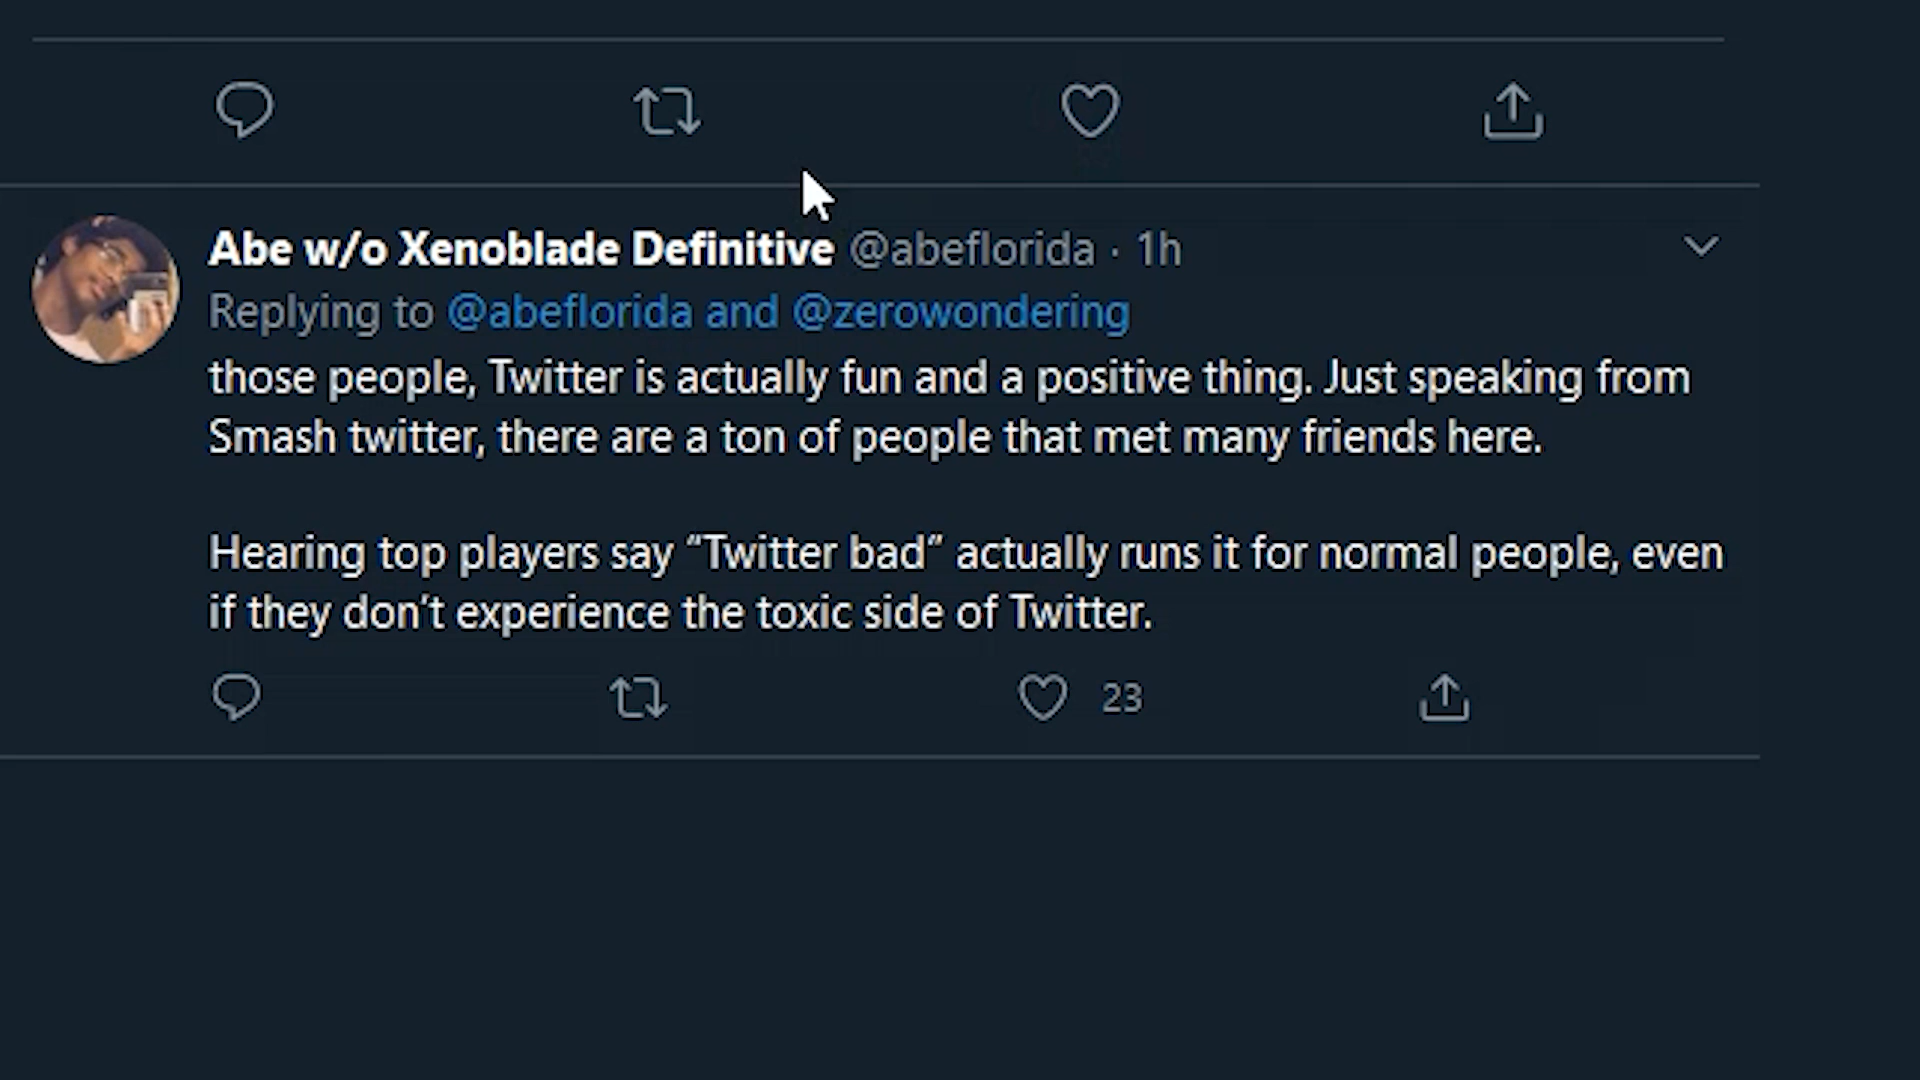 Abe w/o Xenoblade Definitive @abeflorida · 1h
Replying to @abeflorida and @zerowondering
those people, Twitter is actually fun and a positive thing. Just speaking from
Smash twitter, there are a ton of people that met many friends here.
Hearing top players say “Twitter bad” actually runs it for normal people, even
if they don’t experience the toxic side of Twitter.
23